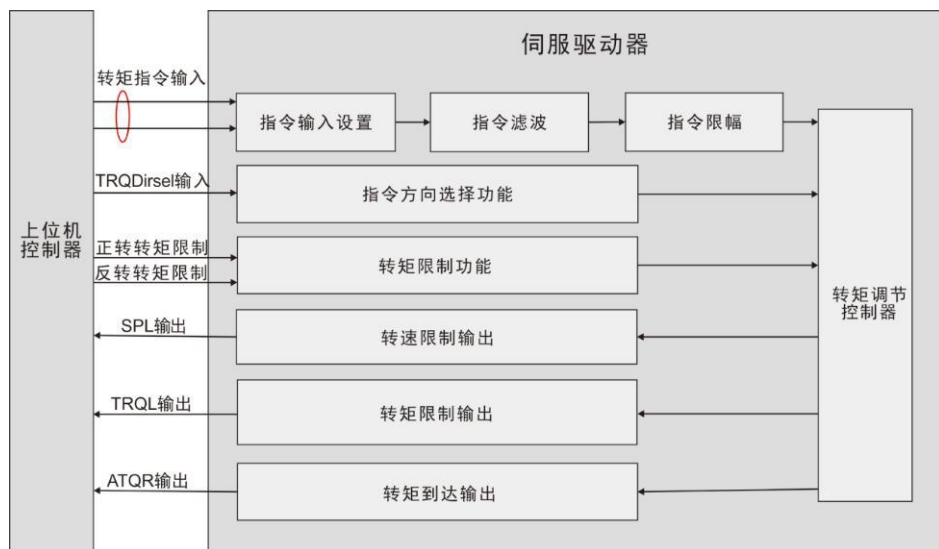 伺服驱动器
转矩指令输入
指令输入设置
指令滤波
指令限幅
TRQDirsel输入
指令方向选择功能
上位机
控制器
正转转矩限制
反转转矩限制
转矩限制功能
转矩调节
控制器
SPL输出
转速限制输出
TRQL输出
转矩限制输出
ATQR输出
转矩到达输出